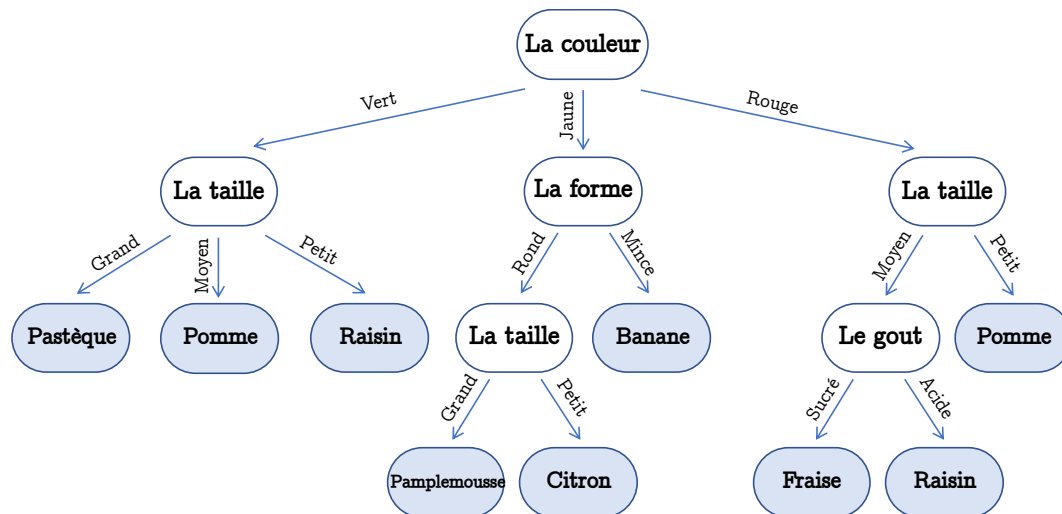 La couleur
Vert
Jaune
Rouge
La taille
La forme
La taille
Grand
Moyen
Petit
Rond
Mince
Moyen
Petit
Pastèque
Pomme
Raisin
La taille
Banane
Le gout
Pomme
Grand
Petit
Sucré
Acide
Pamplemousse
Citron
Fraise
Raisin